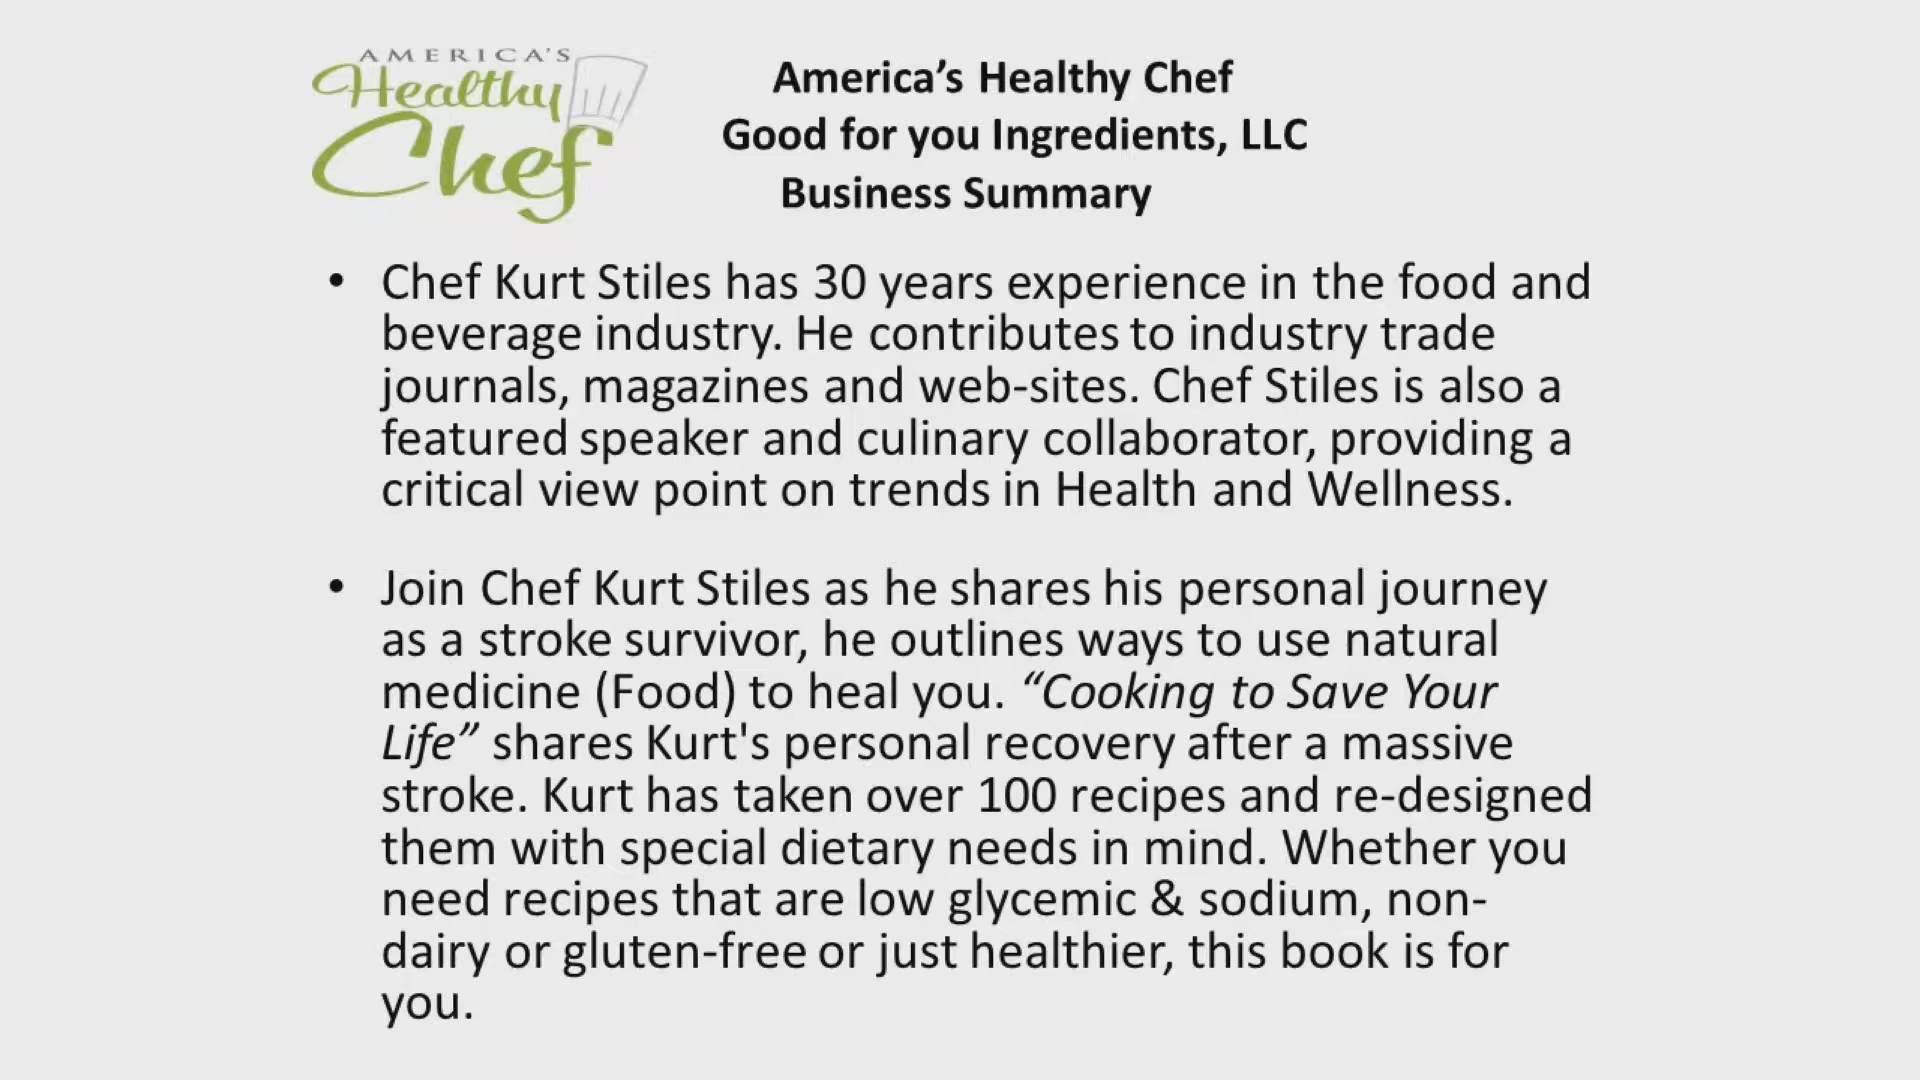 AMERICA'S
Healthy
Chef
America’s Healthy Chef
Good for you Ingredients, LLC
Business Summary
• Chef Kurt Stiles has 30 years experience in the food and
beverage industry. He contributes to industry trade
journals, magazines and web-sites. Chef Stiles is also a
featured speaker and culinary collaborator, providing a
critical view point on trends in Health and Wellness.
• Join Chef Kurt Stiles as he shares his personal journey
as a stroke survivor, he outlines ways to use natural
medicine (Food) to heal you. “Cooking to Save Your
Life” shares Kurt's personal recovery after a massive
stroke. Kurt has taken over 100 recipes and re-designed
them with special dietary needs in mind. Whether you
need recipes that are low glycemic & sodium, non-
dairy or gluten-free or just healthier, this book is for
you.